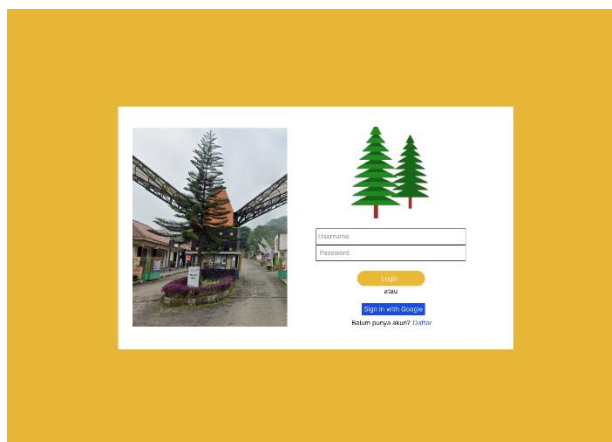 Username
Password
Login
atau
Sign in with Google
Belum punya akun? Daftar